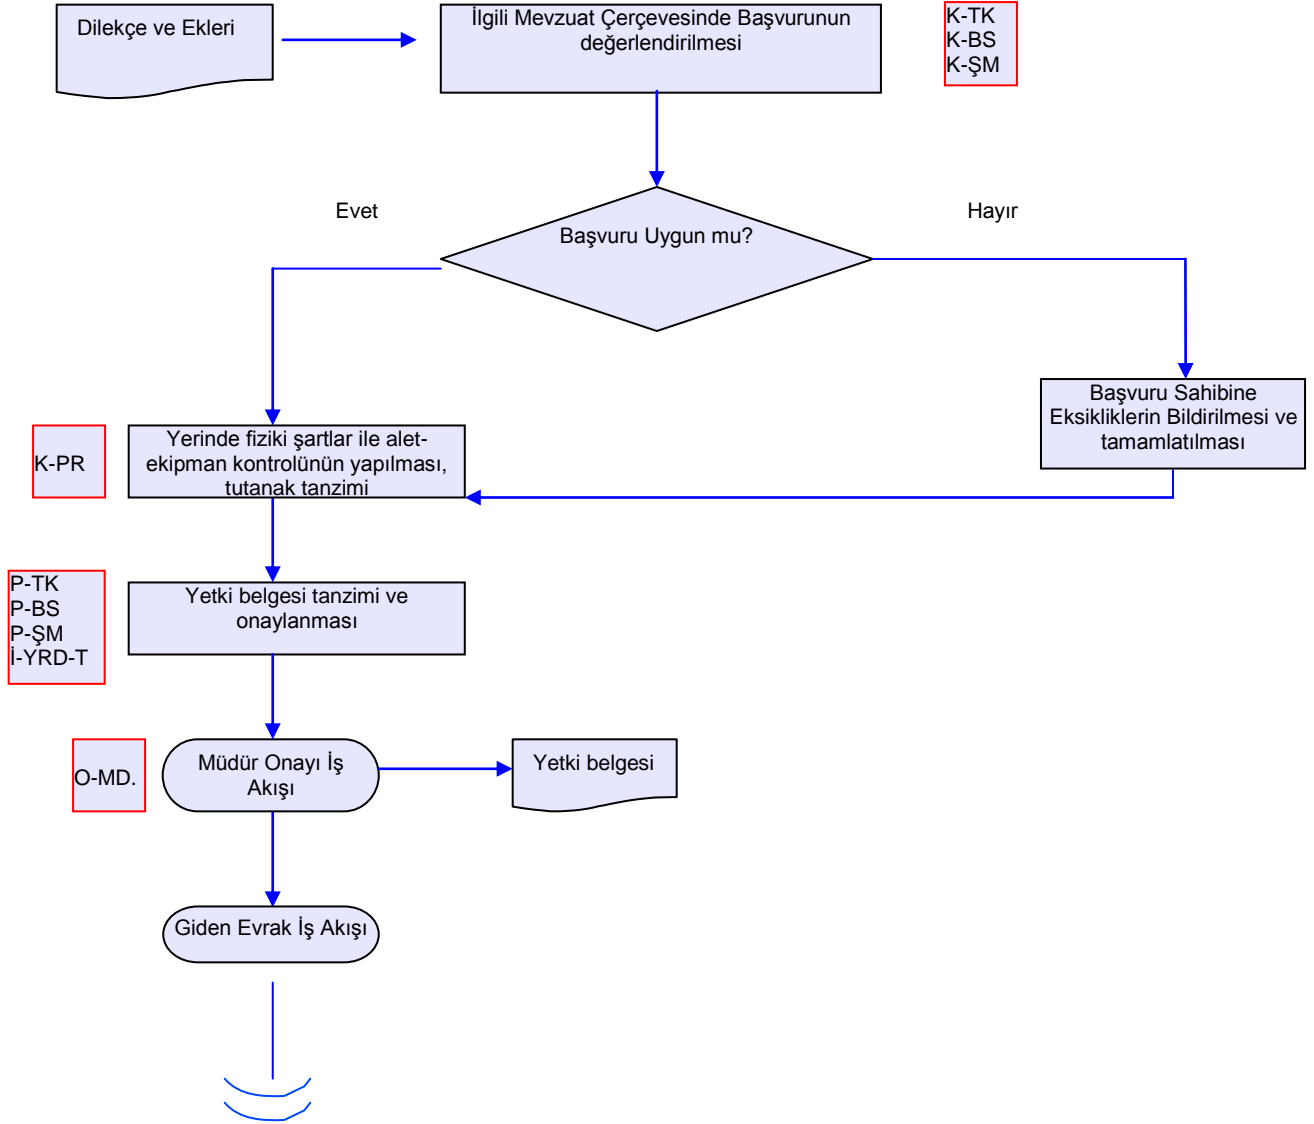 Dilekçe ve Ekleri
İlgili Mevzuat Çerçevesinde Başvurunun
değerlendirilmesi
K-TK
K-BS
K-ŞM
Evet
Hayır
Başvuru Uygun mu?
Başvuru Sahibine
Eksikliklerin Bildirilmesi ve
tamamlatılması
K-PR
Yerinde fiziki şartlar ile alet-
ekipman kontrolünün yapılması,
tutanak tanzimi
P-TK
P-BS
P-ŞM
İ-YRD-T
Yetki belgesi tanzimi ve
onaylanması
O-MD.
Müdür Onayı İş
Akışı
Yetki belgesi
Giden Evrak İş Akışı